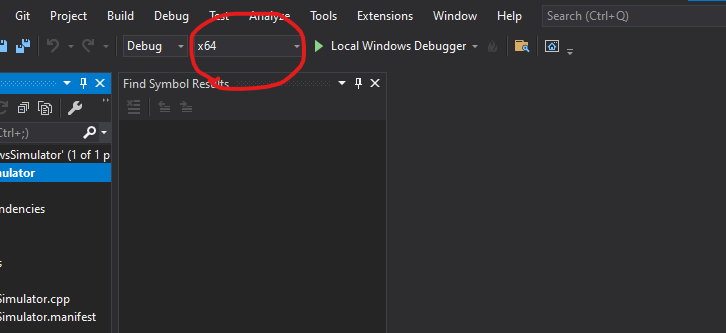 Git Project Build Debug Test Analyze Tools Extensions Window Help Search (Ctrl+Q)
Debug x64 Local Windows Debugger
Find Symbol Results
Ctrl+;)
wsSimulator' (1 of 1 p
mulator
ndencies
s
Simulator.cpp
Simulator.manifest